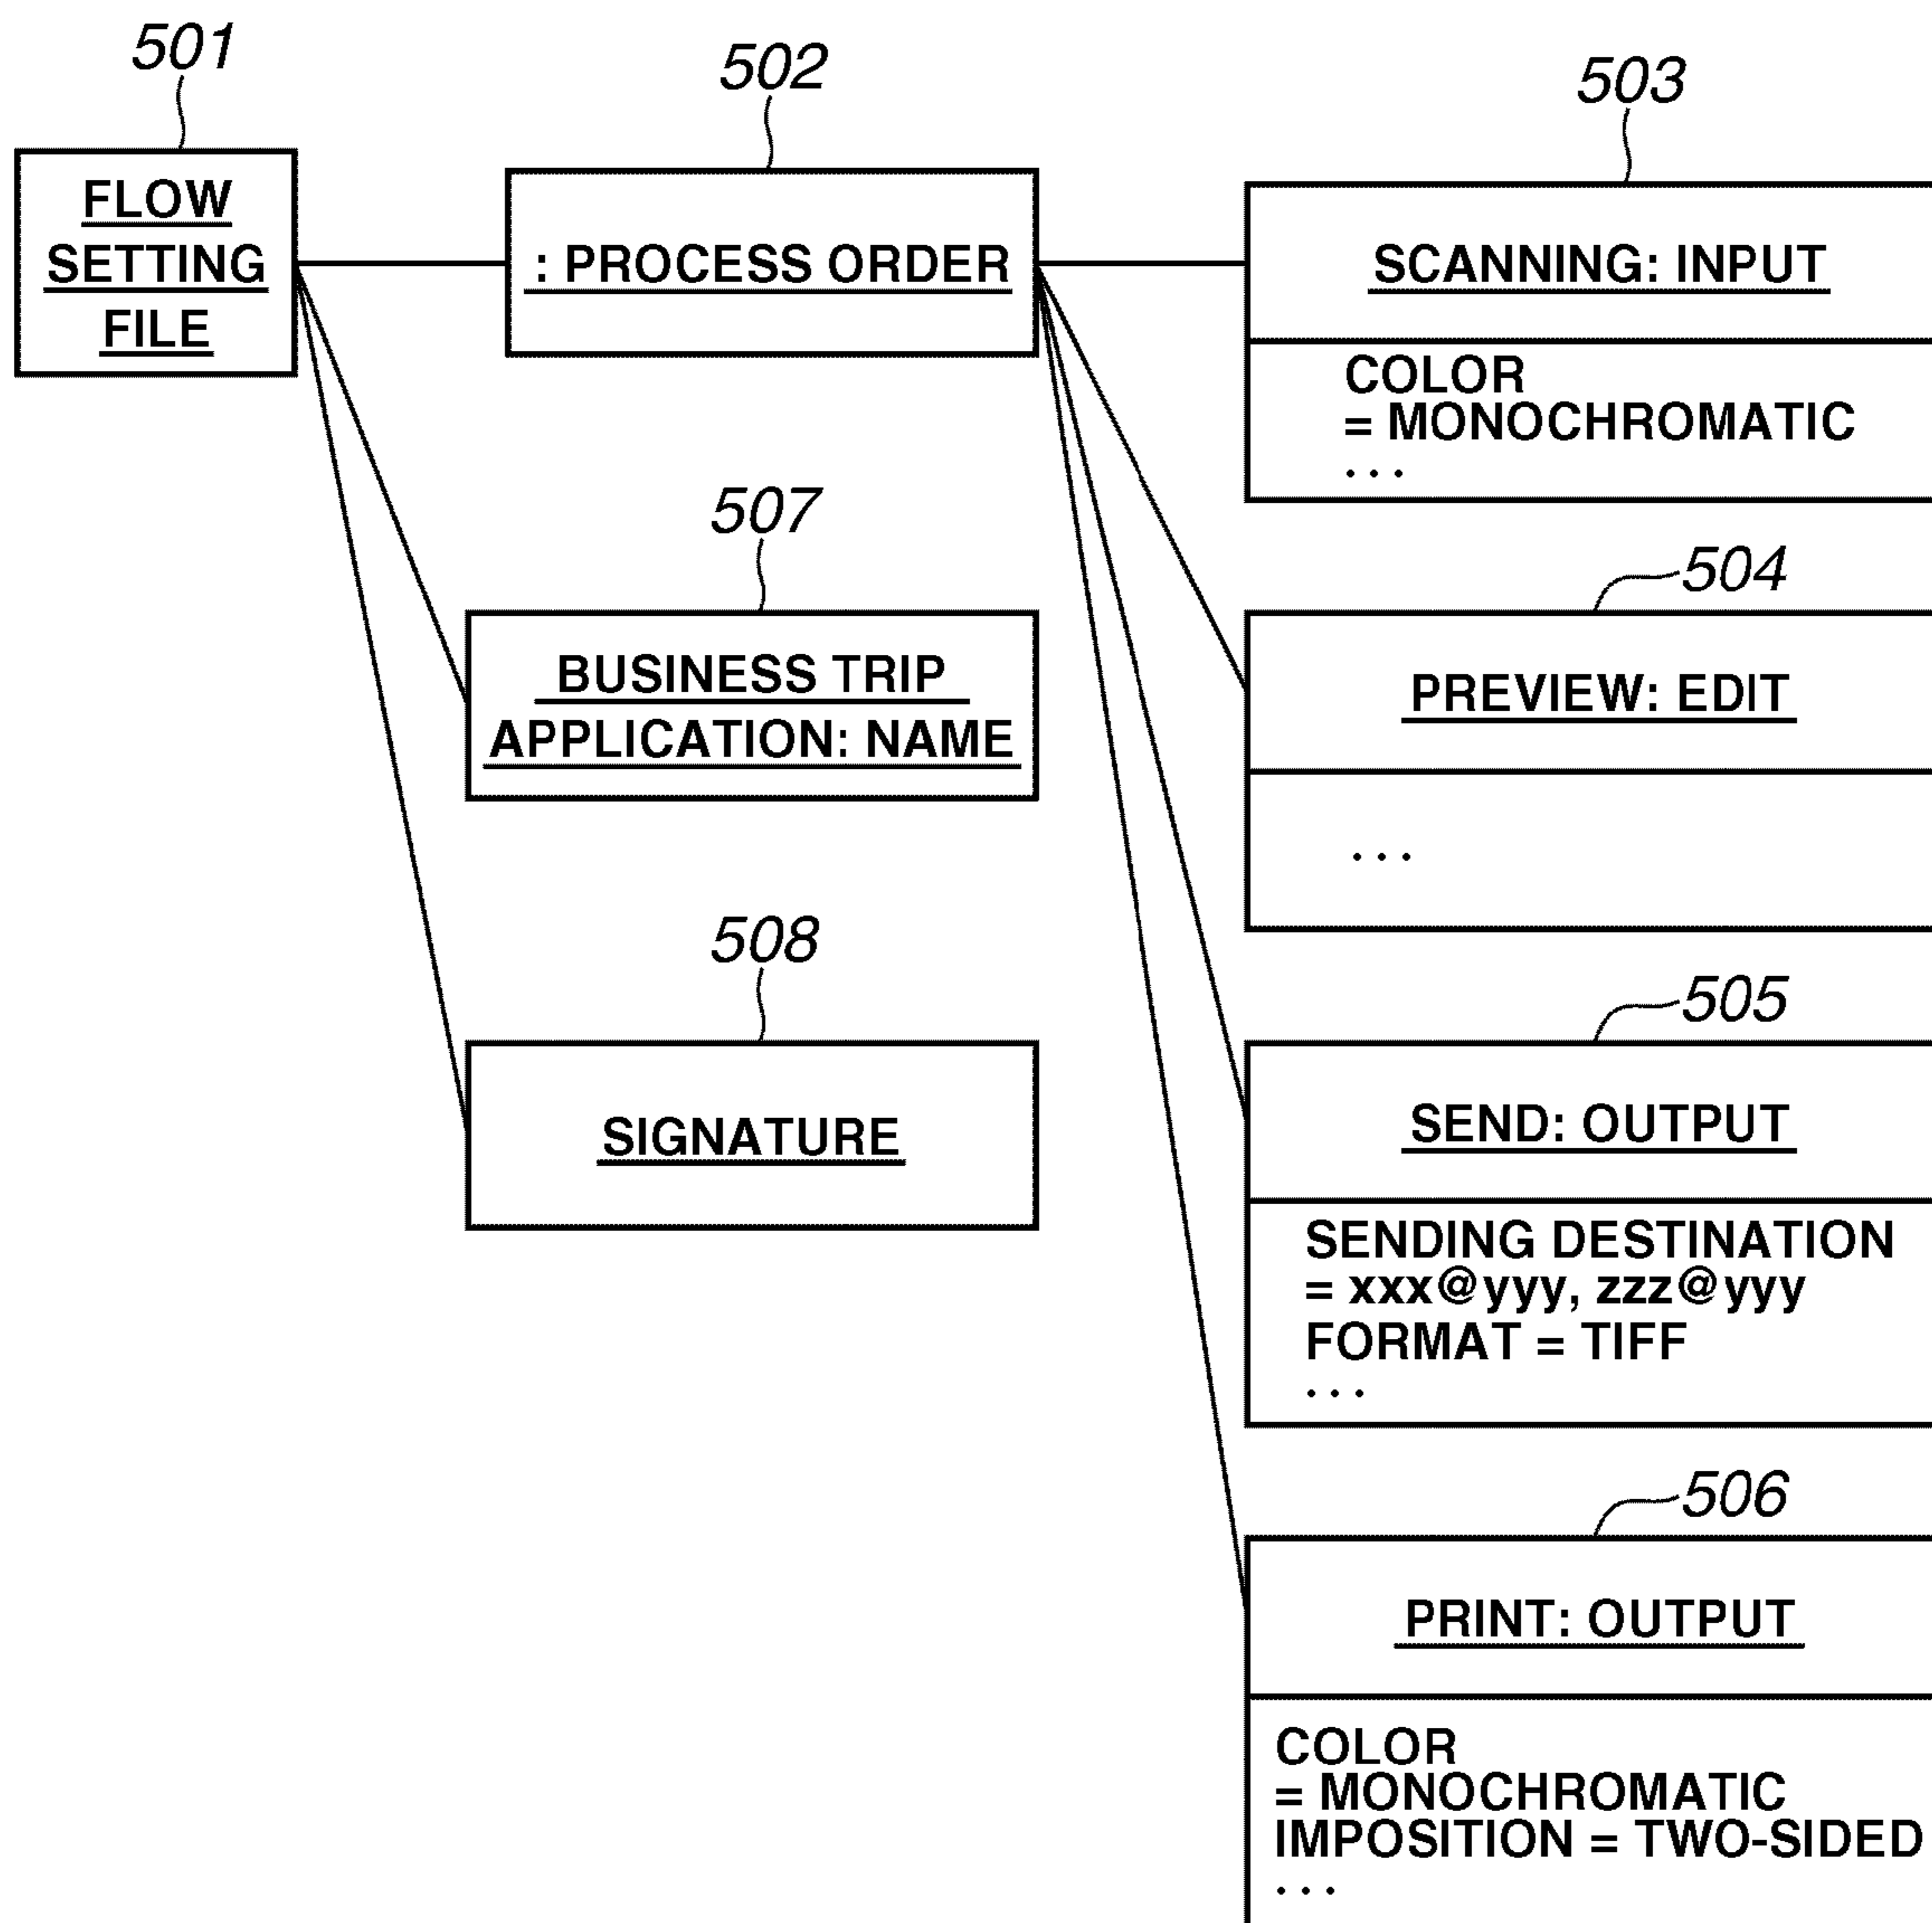 501
FLOW
SETTING
FILE
502
: PROCESS ORDER
503
SCANNING: INPUT
COLOR
= MONOCHROMATIC
...
507
BUSINESS TRIP
APPLICATION: NAME
504
PREVIEW: EDIT
...
508
SIGNATURE
505
SEND: OUTPUT
SENDING DESTINATION
= xxx@yyy, zzz@yyy
FORMAT = TIFF
...
506
PRINT: OUTPUT
COLOR
= MONOCHROMATIC
IMPOSITION = TWO-SIDED
...